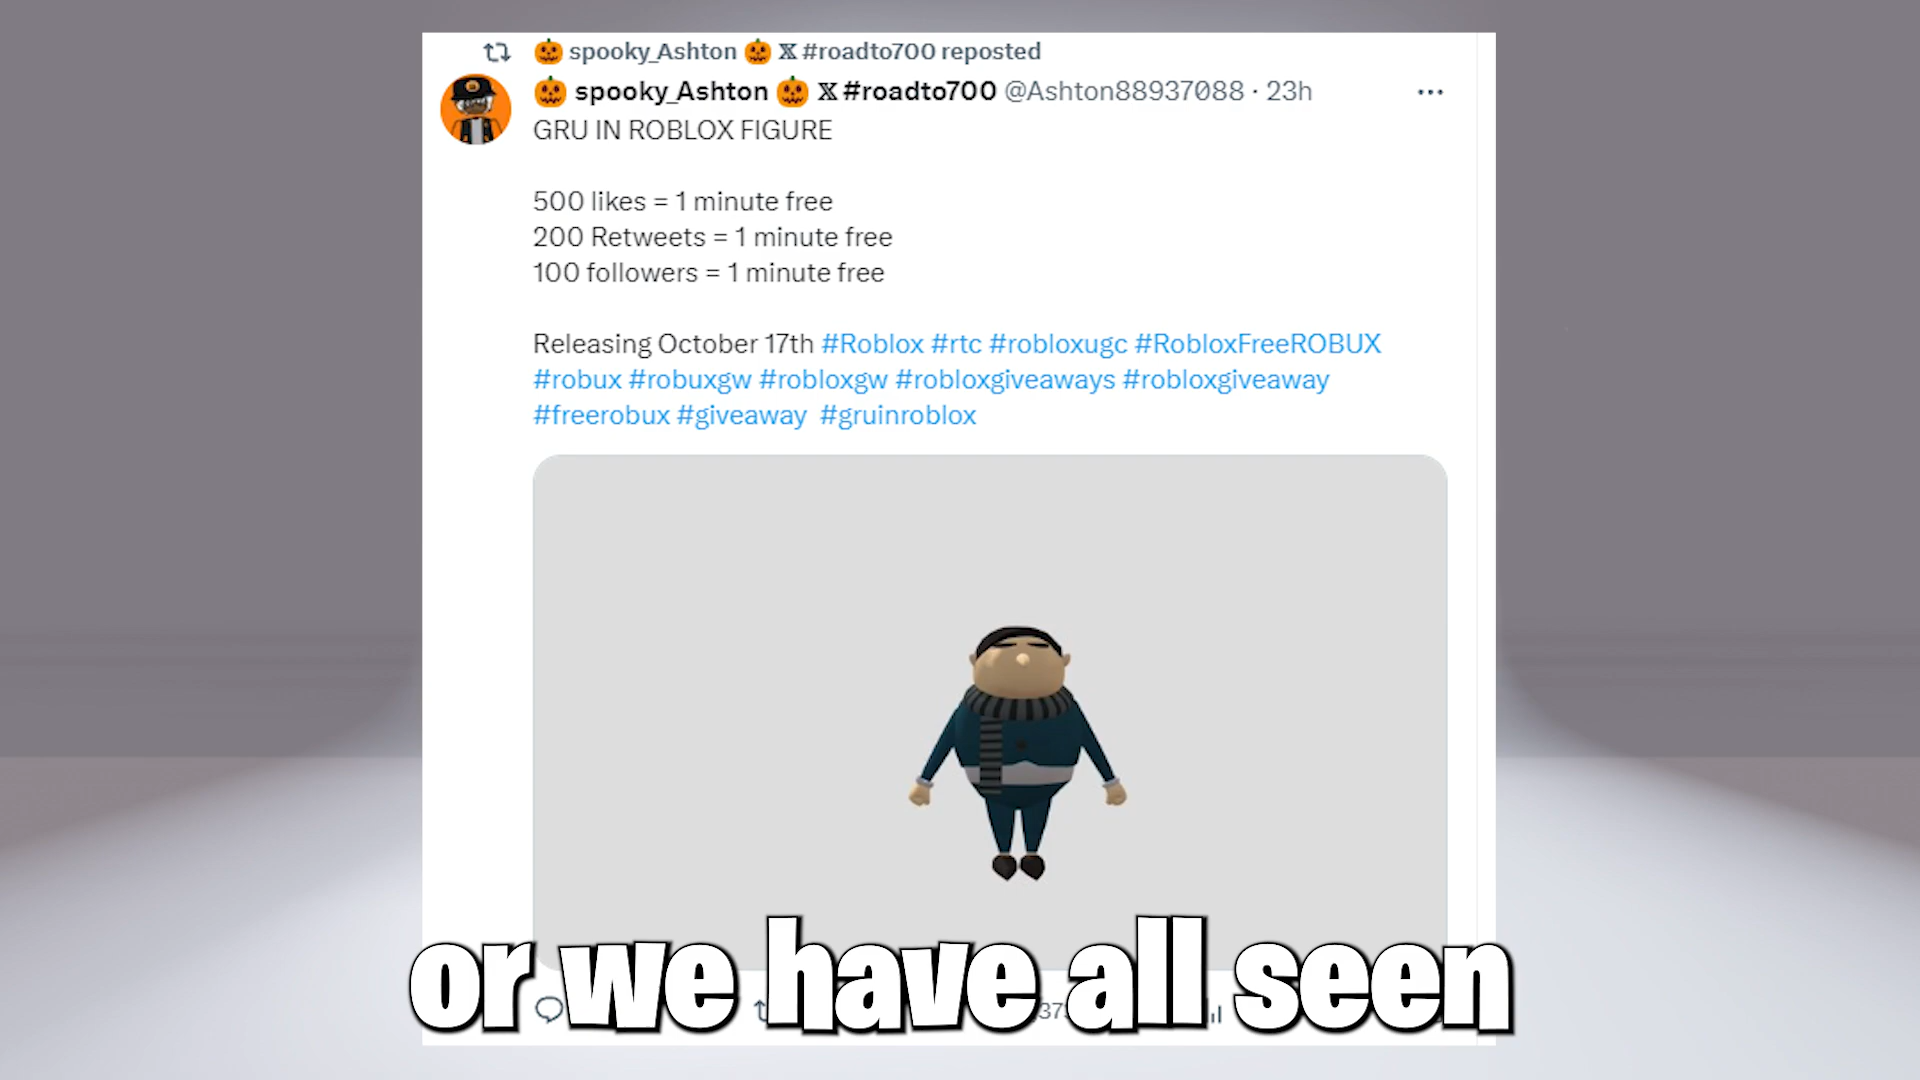 🎃 spooky_Ashton 🎃 𝕏 #roadto700 reposted
🎃 spooky_Ashton 🎃 𝕏 #roadto700 @Ashton88937088 · 23h
GRU IN ROBLOX FIGURE
500 likes = 1 minute free
200 Retweets = 1 minute free
100 followers = 1 minute free
Releasing October 17th #Roblox #rtc #robloxugc #RobloxFreeROBUX
#robux #robuxgw #robloxgw #robloxgiveaways #robloxgiveaway
#freerobux #giveaway #gruinroblox
or we have all seen